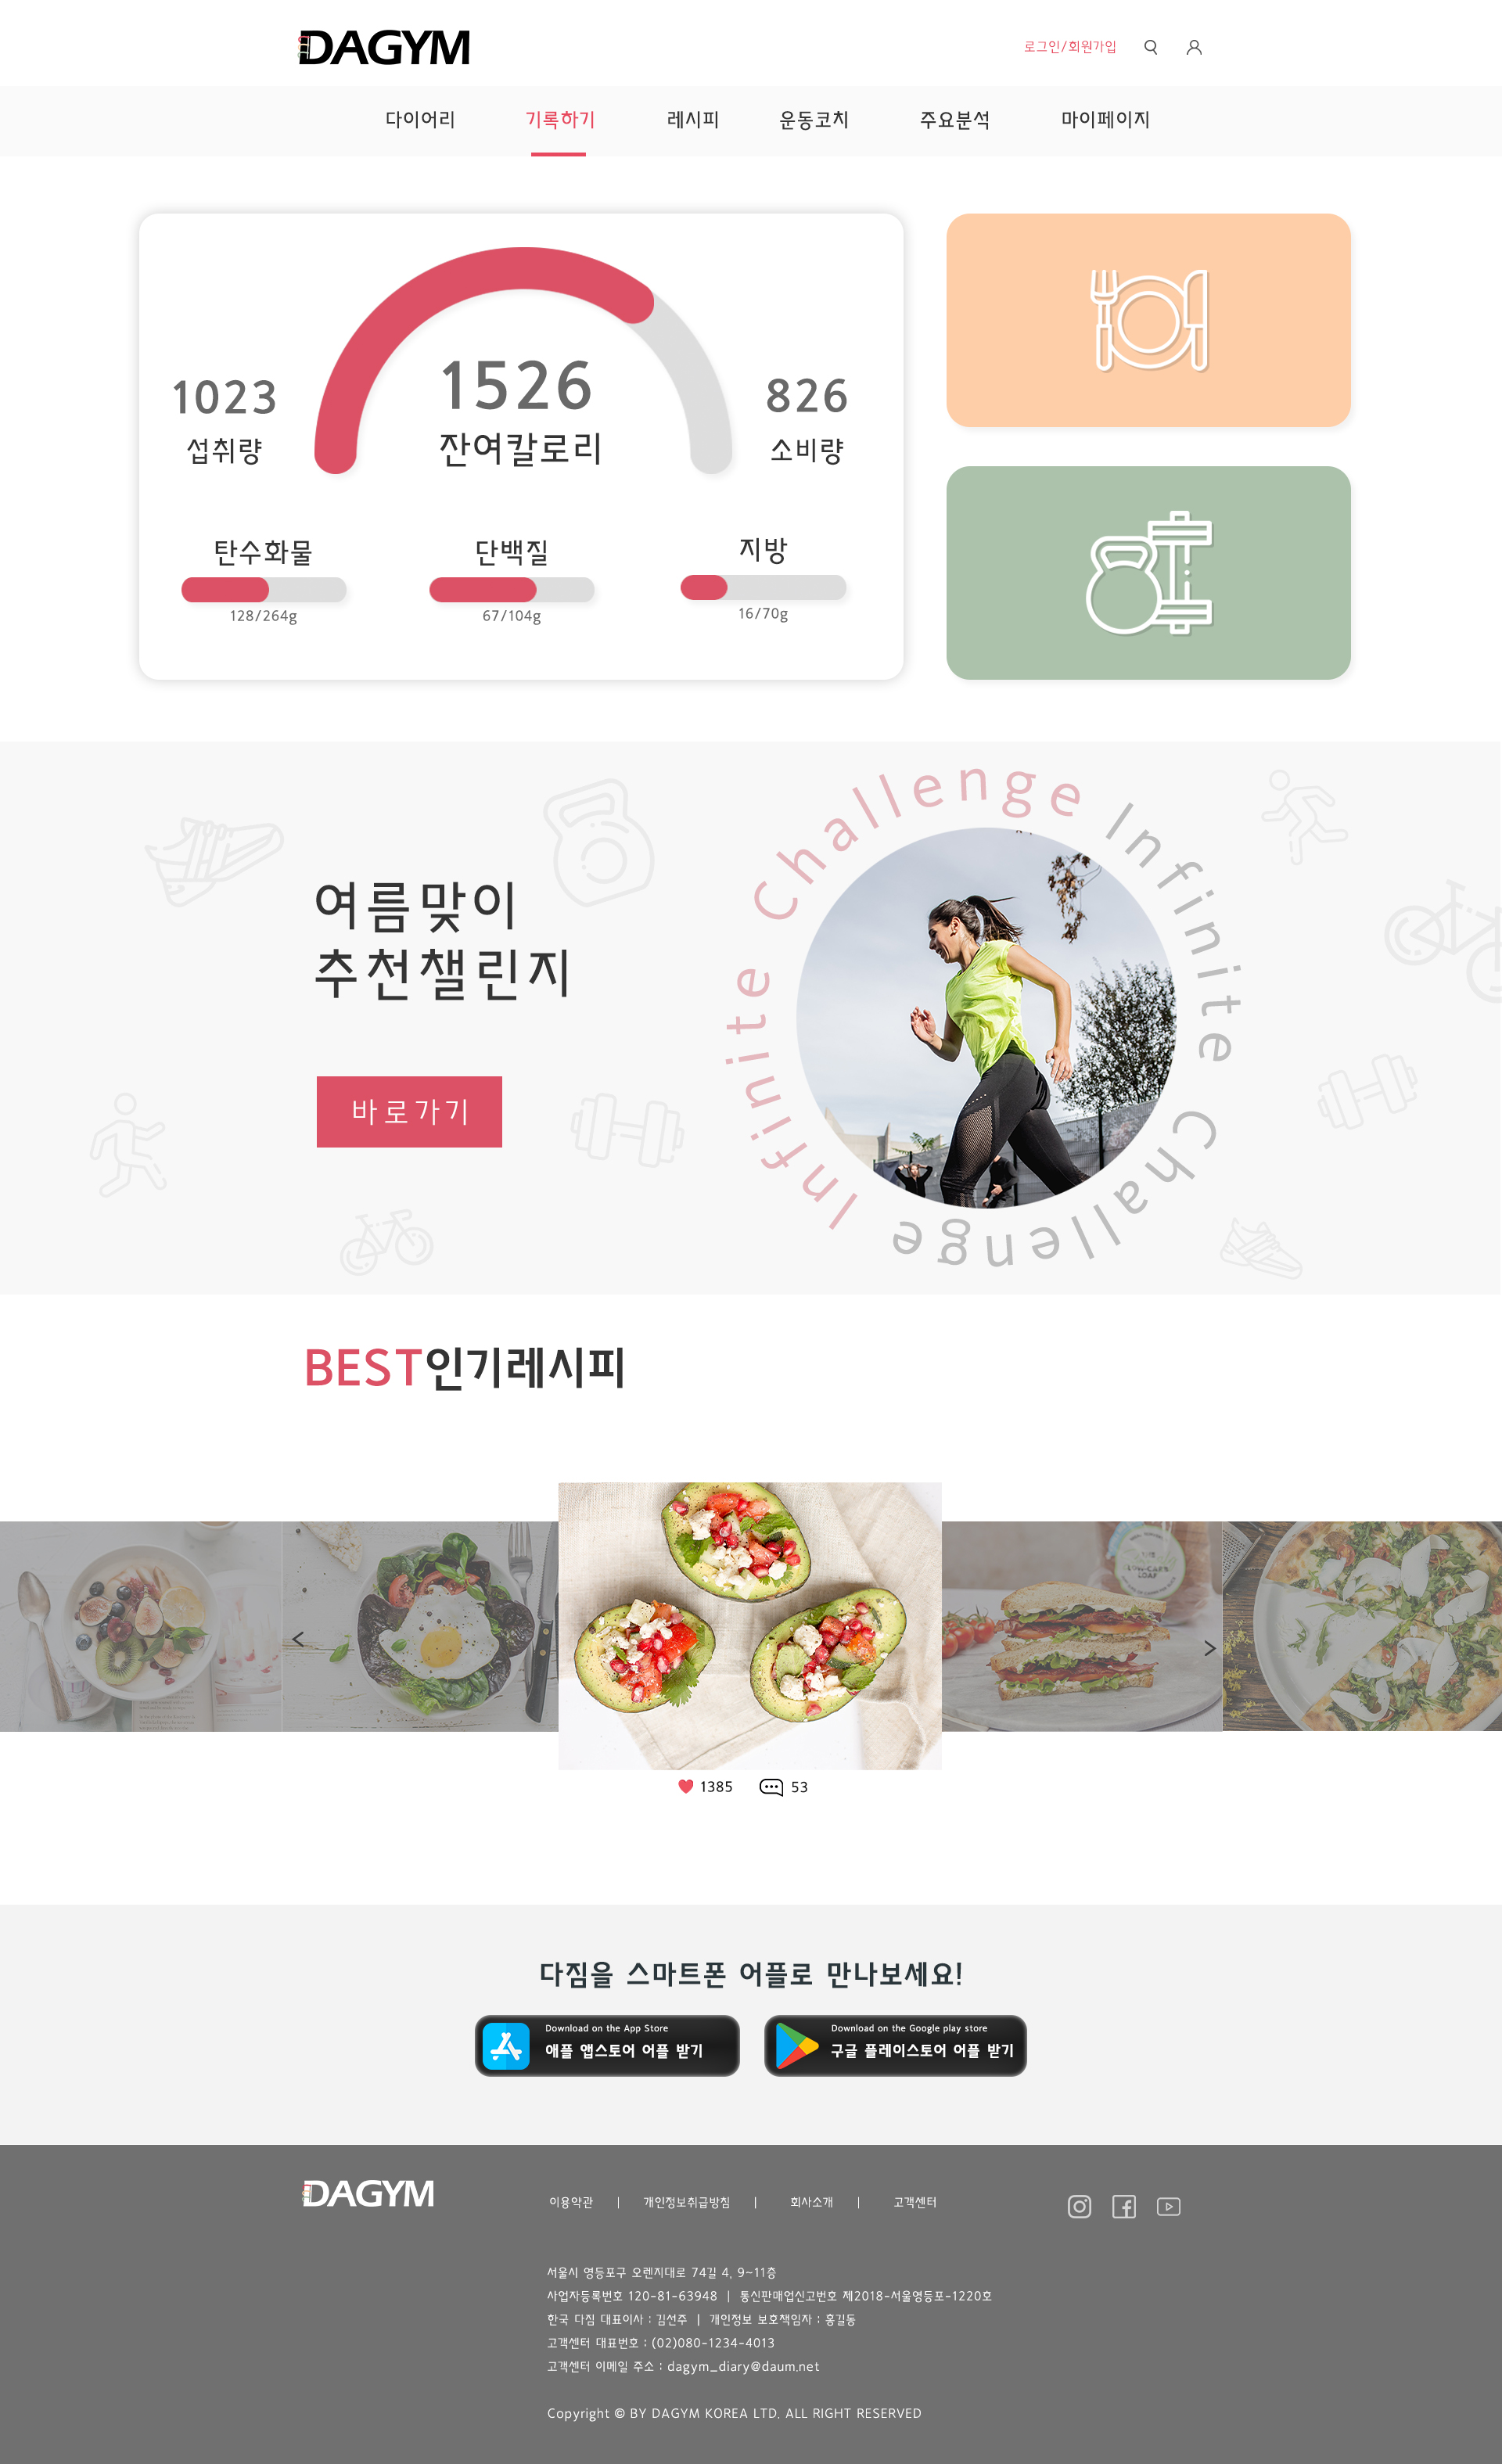 DAGYM
로그인/회원가입
다이어리 기록하기 레시피 운동코치 주요분석 마이페이지
1023
섭취량
1526
잔여칼로리
826
소비량
탄수화물
128/264g
단백질
67/104g
지방
16/70g
Infinite Challenge Infinite Challenge
여름맞이
추천챌린지
바로가기
BEST인기레시피
<
>
1385 53
다짐을 스마트폰 어플로 만나보세요!
Download on the App Store
애플 앱스토어 어플 받기
Download on the Google play store
구글 플레이스토어 어플 받기
DAGYM
이용약관 | 개인정보취급방침 | 회사소개 | 고객센터
서울시 영등포구 오렌지대로 74길 4, 9~11층
사업자등록번호 120-81-63948 | 통신판매업신고번호 제2018-서울영등포-1220호
한국 다짐 대표이사 : 김선주 | 개인정보 보호책임자 : 홍길동
고객센터 대표번호 : (02)080-1234-4013
고객센터 이메일 주소 : dagym_diary@daum.net
Copyright © BY DAGYM KOREA LTD. ALL RIGHT RESERVED